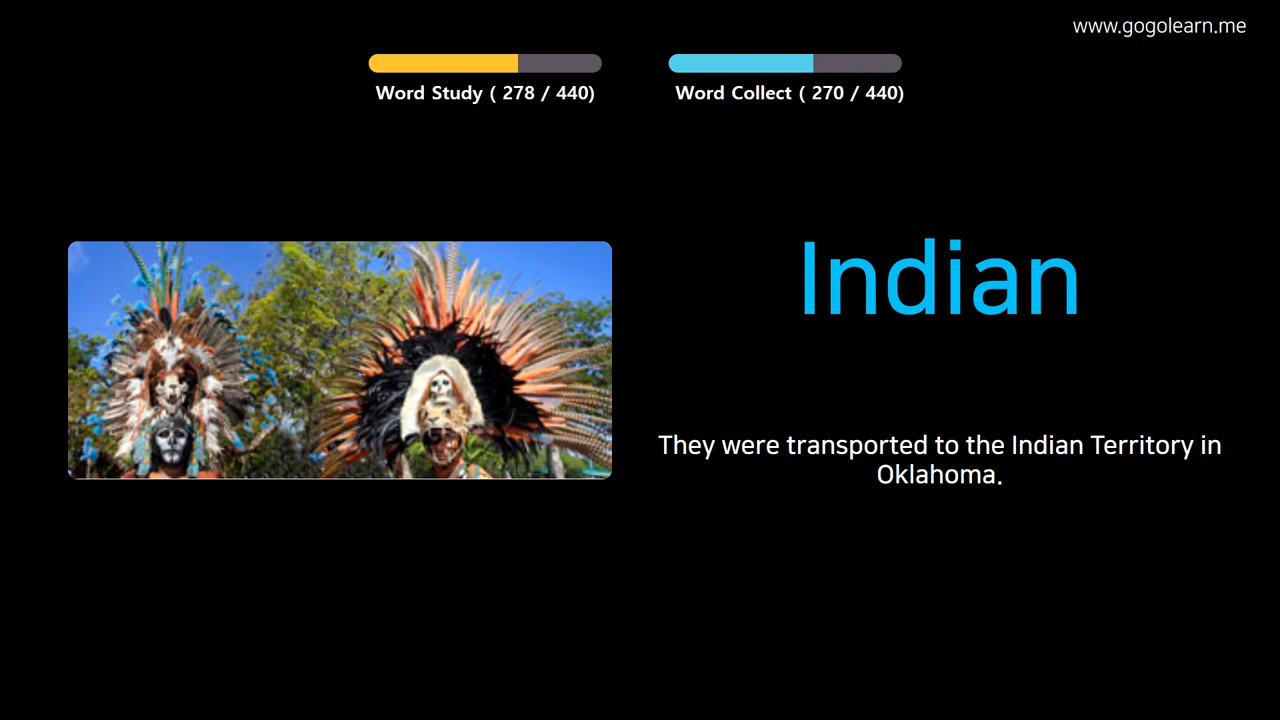 www.gogolearn.me
Word Study ( 278 / 440)
Word Collect ( 270 / 440)
Indian
They were transported to the Indian Territory in
Oklahoma.